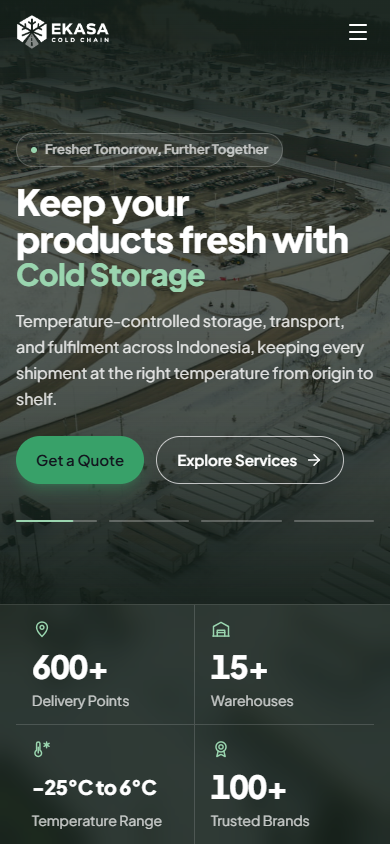 EKASA
COLD CHAIN
Fresher Tomorrow, Further Together
Keep your
products fresh with
Cold Storage
Temperature-controlled storage, transport,
and fulfilment across Indonesia, keeping every
shipment at the right temperature from origin to
shelf.
Get a Quote
Explore Services →
600+
15+
Delivery Points
Warehouses
-25°C to 6°C
100+
Temperature Range
Trusted Brands